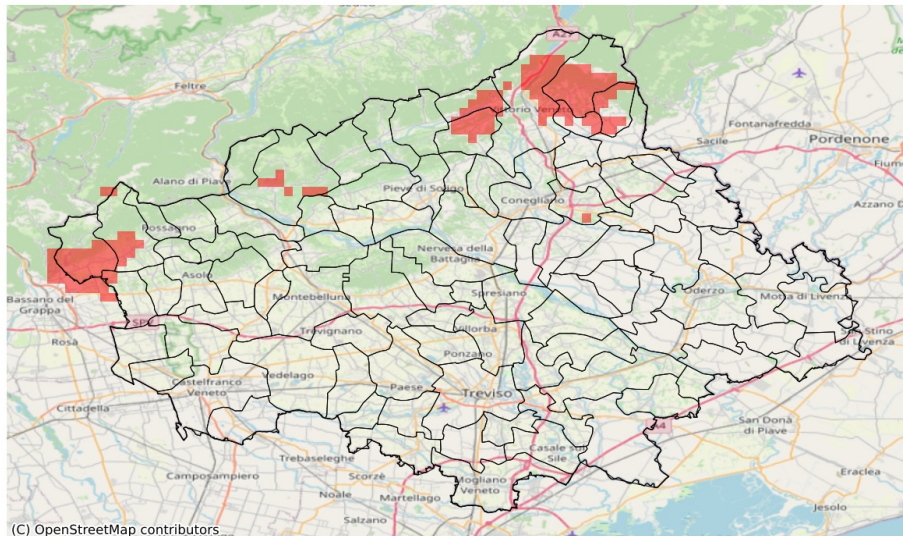 A27
Feltre
Vittorio Veneto
Fontanafredda
Pordenone
Sacile
Alano di Piave
Pieve di Soligo
Conegliano
Azzano D
Possagno
Nervesa della
Battaglia
Asolo
Bassano del
Grappa
Montebelluna
Spresiano
Oderzo
Motta di Livenza
Rosà
Trevignano
Villorba
di Livenza
Ponzano
Vedelago
Castelfranco
Veneto
Paese
Treviso
Cittadella
San Donà
di Piave
A4
Casale sul
Sile
Trebaseleghe
Camposampiero
Scorzè
Mogliano
Veneto
Eraclea
Noale
Martellago
Jesolo
Salzano
(C) OpenStreetMap contributors